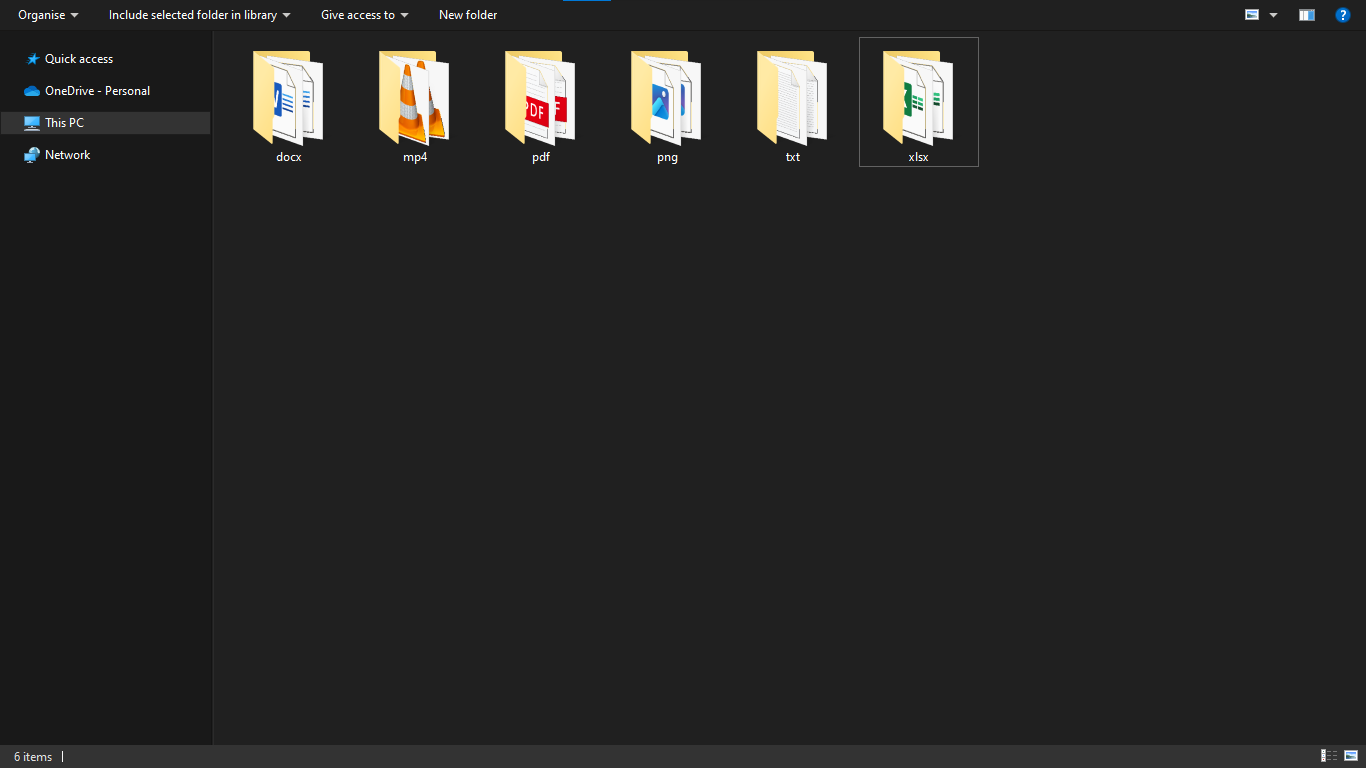 Organise Include selected folder in library Give access to New folder
Quick access
OneDrive - Personal
This PC
Network
docx mp4 pdf png txt xlsx
6 items